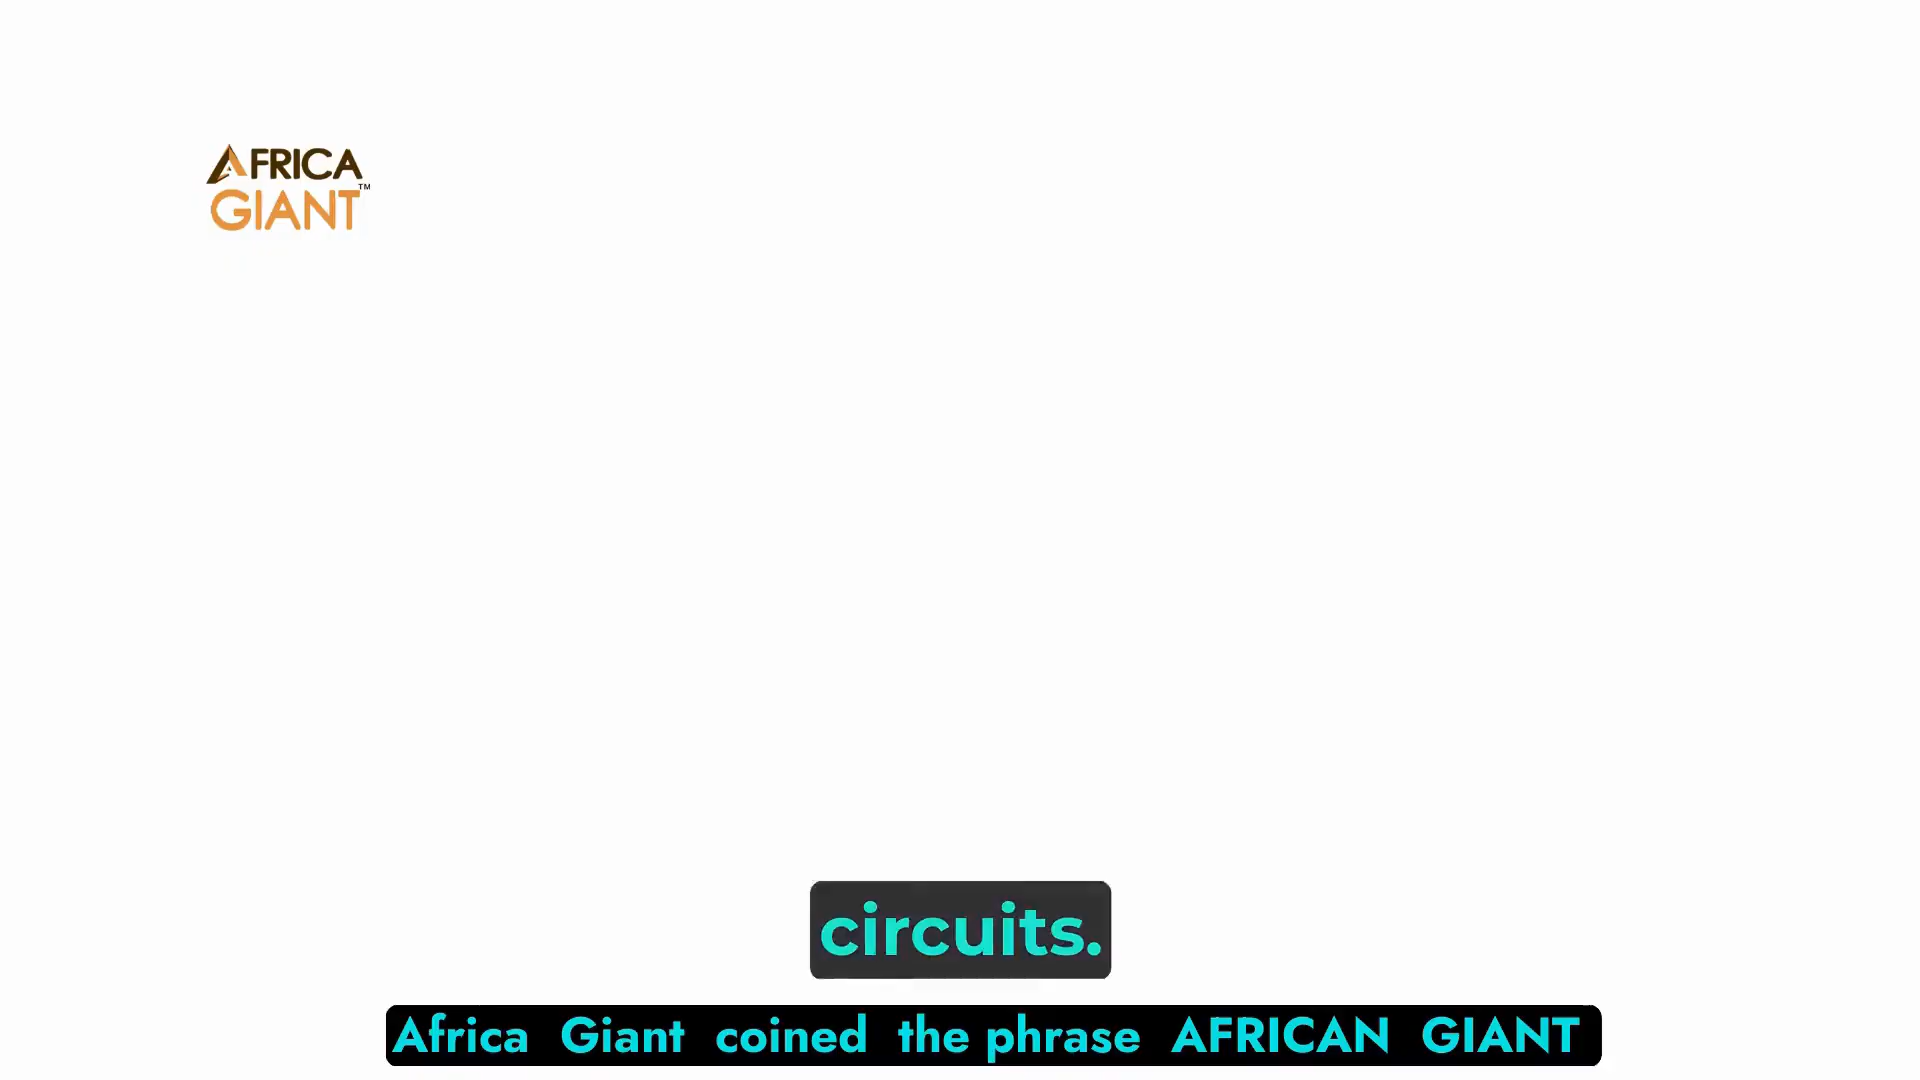 AFRICA
GIANT™
circuits.
Africa Giant coined the phrase AFRICAN GIANT